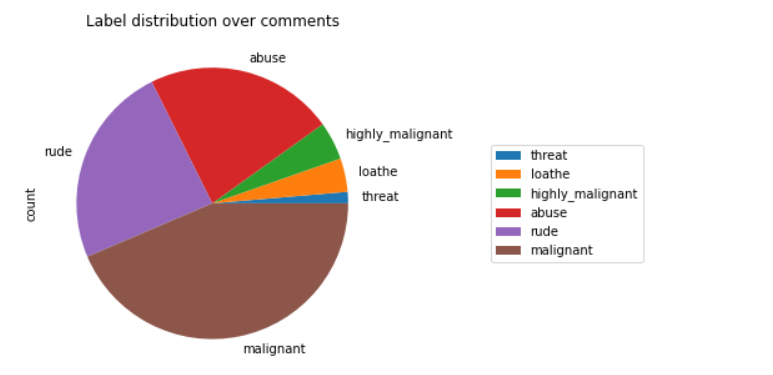 Label distribution over comments
abuse
highly_malignant
rude
loathe
threat
count
malignant
threat
loathe
highly_malignant
abuse
rude
malignant